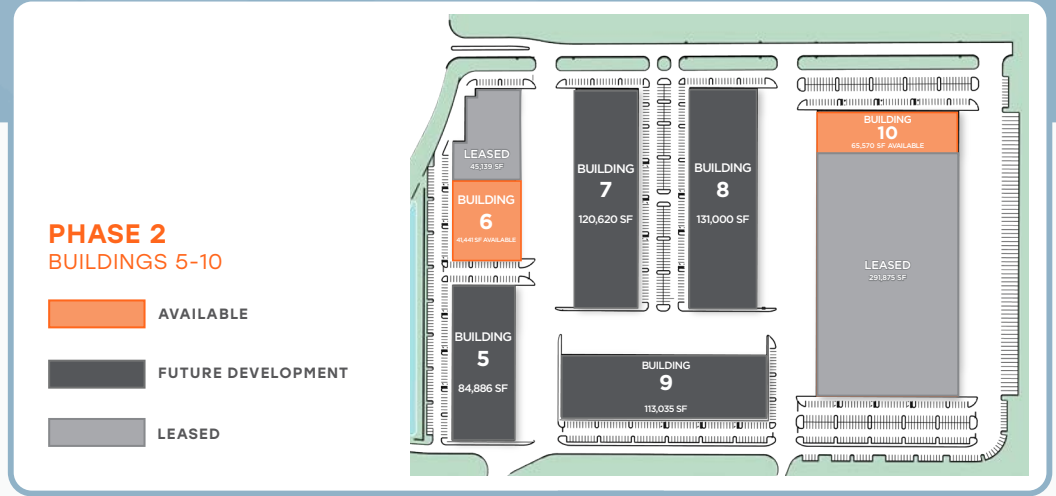 PHASE 2
BUILDINGS 5-10
AVAILABLE
FUTURE DEVELOPMENT
LEASED
LEASED
45,139 SF
BUILDING
6
41,441 SF AVAILABLE
BUILDING
5
84,886 SF
BUILDING
7
120,620 SF
BUILDING
8
131,000 SF
BUILDING
9
113,035 SF
BUILDING
10
65,570 SF AVAILABLE
LEASED
291,875 SF